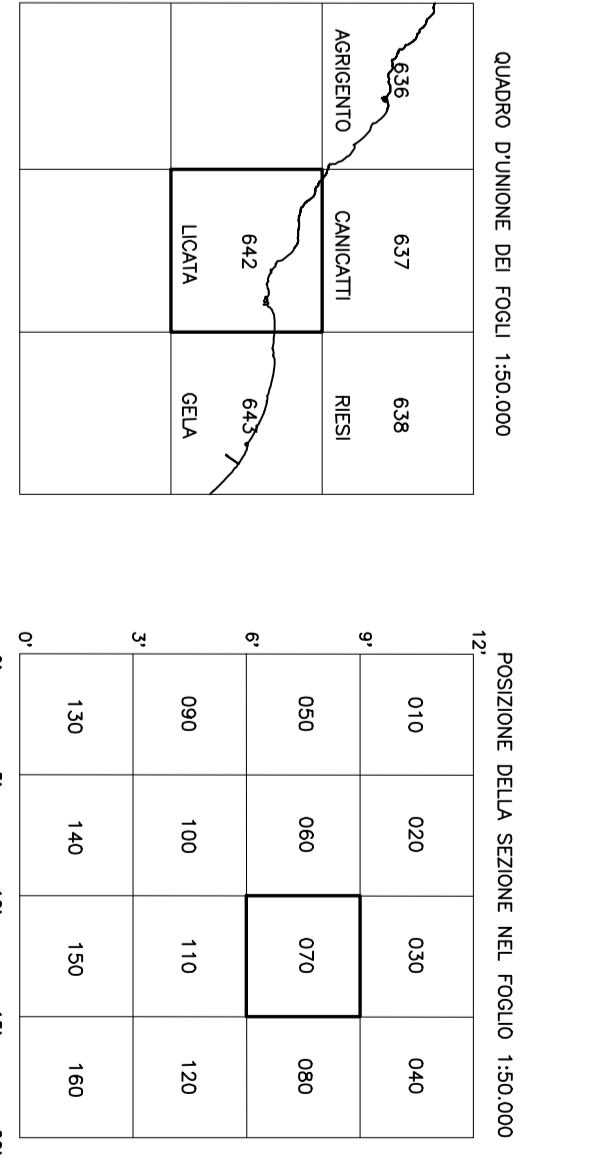 QUADRO D'UNIONE DEI FOGLI 1:50.000
636 637 638
AGRIGENTO CANICATTI RIESI
642 643
LICATA GELA
POSIZIONE DELLA SEZIONE NEL FOGLIO 1:50.000
12'
010 020 030 040
9'
050 060 070 080
6'
090 100 110 120
3'
130 140 150 160
0'